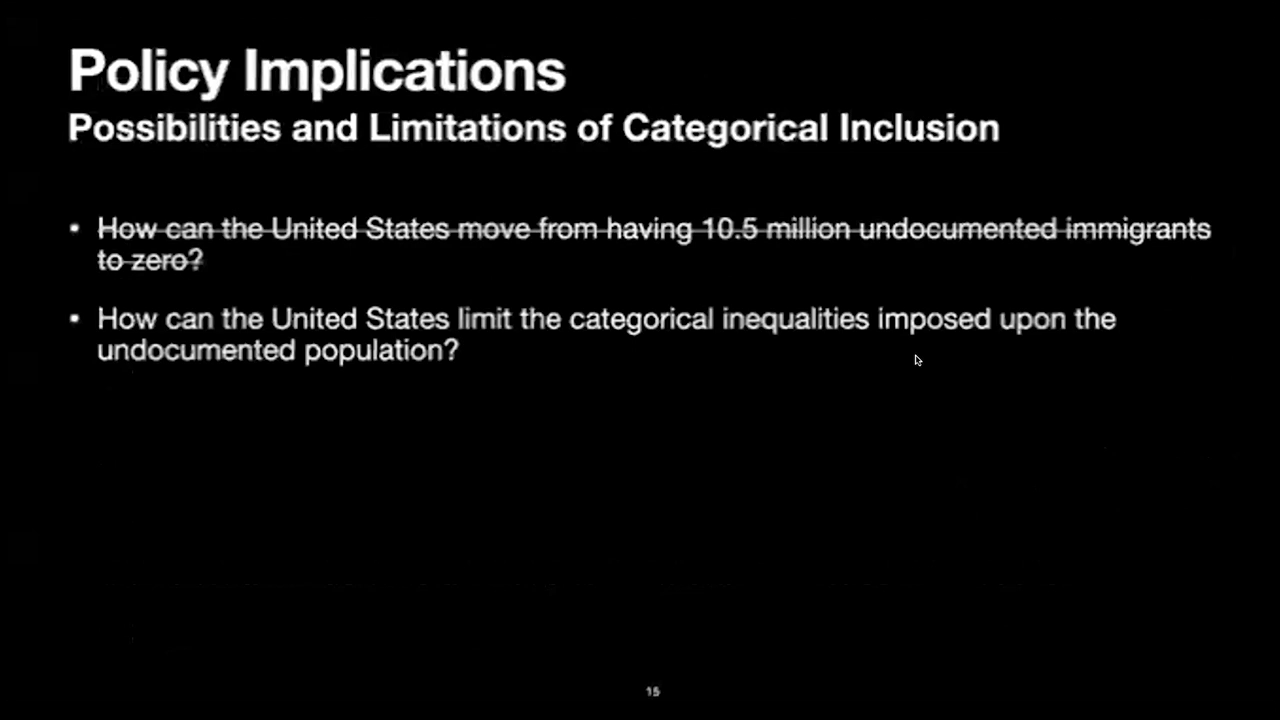 Policy Implications
Possibilities and Limitations of Categorical Inclusion
• How can the United States move from having 10.5 million undocumented immigrants
to zero?
• How can the United States limit the categorical inequalities imposed upon the
undocumented population?
15